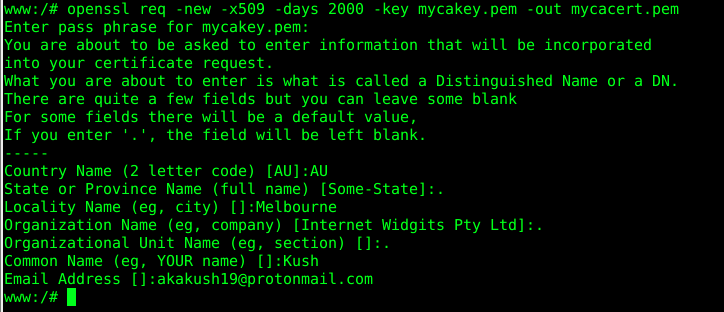 www:/# openssl req -new -x509 -days 2000 -key mycakey.pem -out mycacert.pem
Enter pass phrase for mycakey.pem:
You are about to be asked to enter information that will be incorporated
into your certificate request.
What you are about to enter is what is called a Distinguished Name or a DN.
There are quite a few fields but you can leave some blank
For some fields there will be a default value,
If you enter '.', the field will be left blank.
-----
Country Name (2 letter code) [AU]:AU
State or Province Name (full name) [Some-State]:.
Locality Name (eg, city) []:Melbourne
Organization Name (eg, company) [Internet Widgits Pty Ltd]:.
Organizational Unit Name (eg, section) []:.
Common Name (eg, YOUR name) []:Kush
Email Address []:akakush19@protonmail.com
www:/#